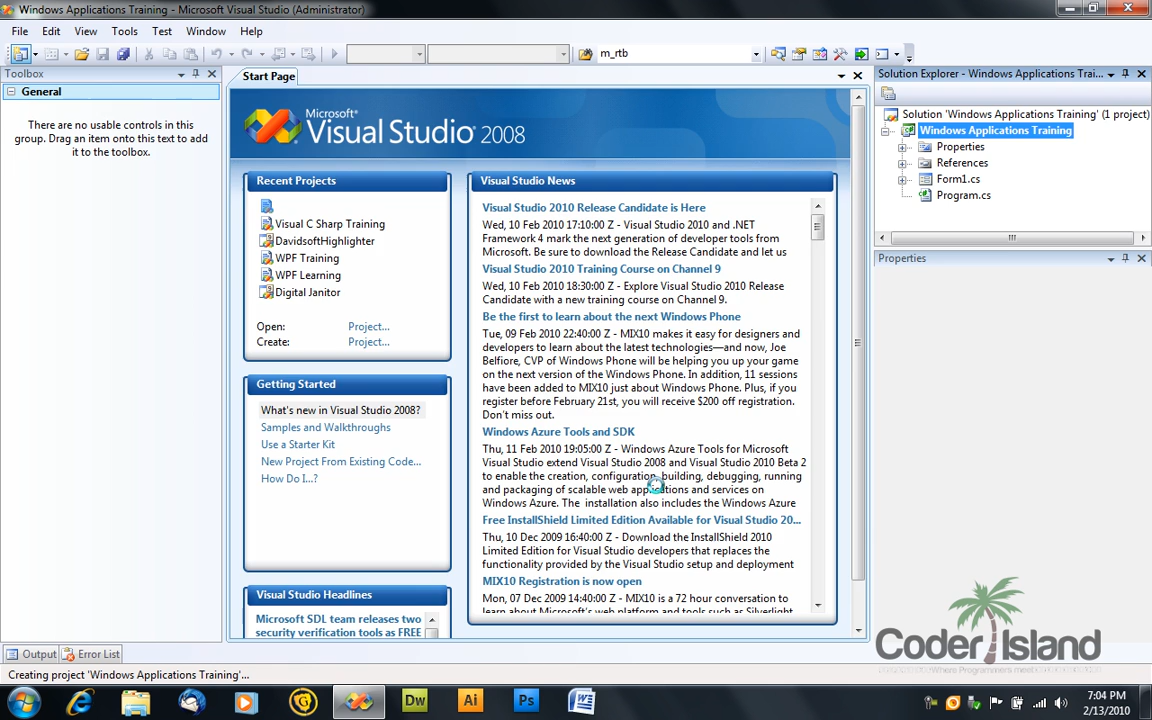 Windows Applications Training - Microsoft Visual Studio (Administrator)
File Edit View Tools Test Window Help
m_rtb
Toolbox
General
There are no usable controls in this
group. Drag an item onto this text to add
it to the toolbox.
Start Page
Microsoft®
Visual Studio® 2008
Recent Projects
Visual C Sharp Training
DavidsoftHighlighter
WPF Training
WPF Learning
Digital Janitor
Open: Project...
Create: Project...
Getting Started
What's new in Visual Studio 2008?
Samples and Walkthroughs
Use a Starter Kit
New Project From Existing Code...
How Do I...?
Visual Studio Headlines
Microsoft SDL team releases two
security verification tools as FREE
Visual Studio News
Visual Studio 2010 Release Candidate is Here
Wed, 10 Feb 2010 17:10:00 Z - Visual Studio 2010 and .NET
Framework 4 mark the next generation of developer tools from
Microsoft. Be sure to download the Release Candidate and let us
Visual Studio 2010 Training Course on Channel 9
Wed, 10 Feb 2010 18:30:00 Z - Explore Visual Studio 2010 Release
Candidate with a new training course on Channel 9.
Be the first to learn about the next Windows Phone
Tue, 09 Feb 2010 22:40:00 Z - MIX10 makes it easy for designers and
developers to learn about the latest technologies—and now, Joe
Belfiore, CVP of Windows Phone will be helping you up your game
on the next version of the Windows Phone. In addition, 11 sessions
have been added to MIX10 just about Windows Phone. Plus, if you
register before February 21st, you will receive $200 off registration.
Don't miss out.
Windows Azure Tools and SDK
Thu, 11 Feb 2010 19:05:00 Z - Windows Azure Tools for Microsoft
Visual Studio extend Visual Studio 2008 and Visual Studio 2010 Beta 2
to enable the creation, configuration, building, debugging, running
and packaging of scalable web applications and services on
Windows Azure. The installation also includes the Windows Azure
Free InstallShield Limited Edition Available for Visual Studio 20...
Thu, 10 Dec 2009 16:40:00 Z - Download the InstallShield 2010
Limited Edition for Visual Studio developers that replaces the
functionality provided by the Visual Studio setup and deployment
MIX10 Registration is now open
Mon, 07 Dec 2009 14:40:00 Z - MIX10 is a 72 hour conversation to
learn about Microsoft's web platform and tools such as Silverlight
Solution Explorer - Windows Applications Trai...
Solution 'Windows Applications Training' (1 project)
Windows Applications Training
Properties
References
Form1.cs
Program.cs
Properties
Coder Island
Where Programmers meet
Output Error List
Creating project 'Windows Applications Training'...
Dw Ai Ps
7:04 PM
2/13/2010